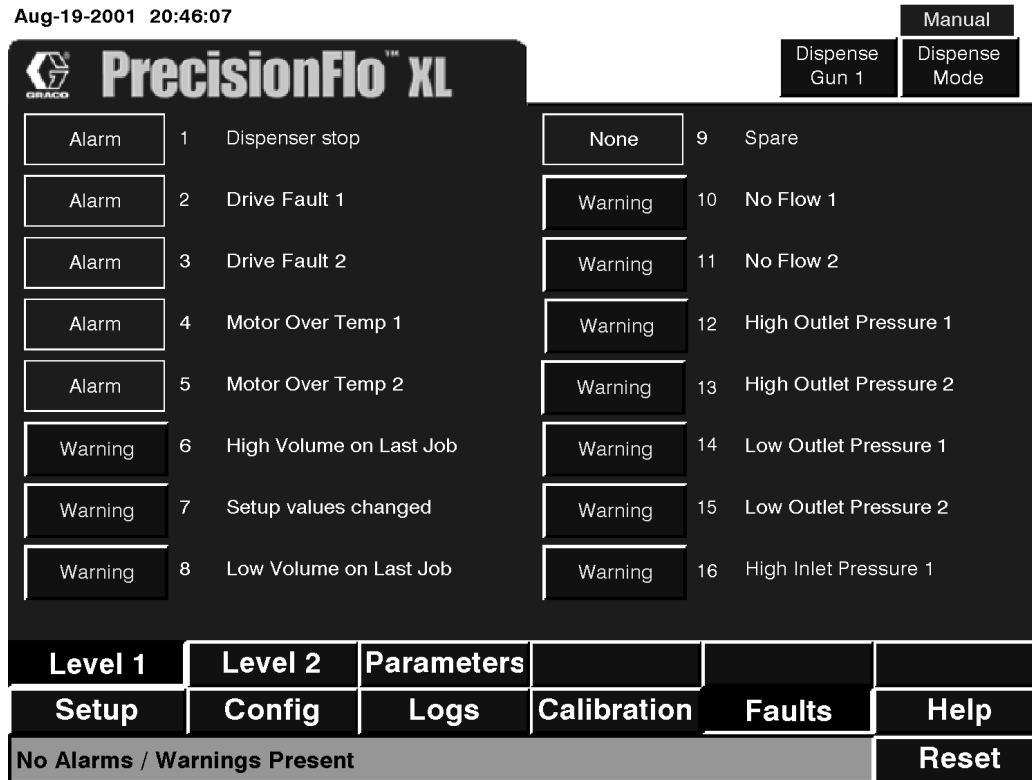 Aug-19-2001 20:46:07
Manual
GRACO PrecisionFlo™ XL
Dispense Gun 1
Dispense Mode
Alarm 1 Dispenser stop
Alarm 2 Drive Fault 1
Alarm 3 Drive Fault 2
Alarm 4 Motor Over Temp 1
Alarm 5 Motor Over Temp 2
Warning 6 High Volume on Last Job
Warning 7 Setup values changed
Warning 8 Low Volume on Last Job
None 9 Spare
Warning 10 No Flow 1
Warning 11 No Flow 2
Warning 12 High Outlet Pressure 1
Warning 13 High Outlet Pressure 2
Warning 14 Low Outlet Pressure 1
Warning 15 Low Outlet Pressure 2
Warning 16 High Inlet Pressure 1
Level 1 Level 2 Parameters
Setup Config Logs Calibration Faults Help
No Alarms / Warnings Present Reset